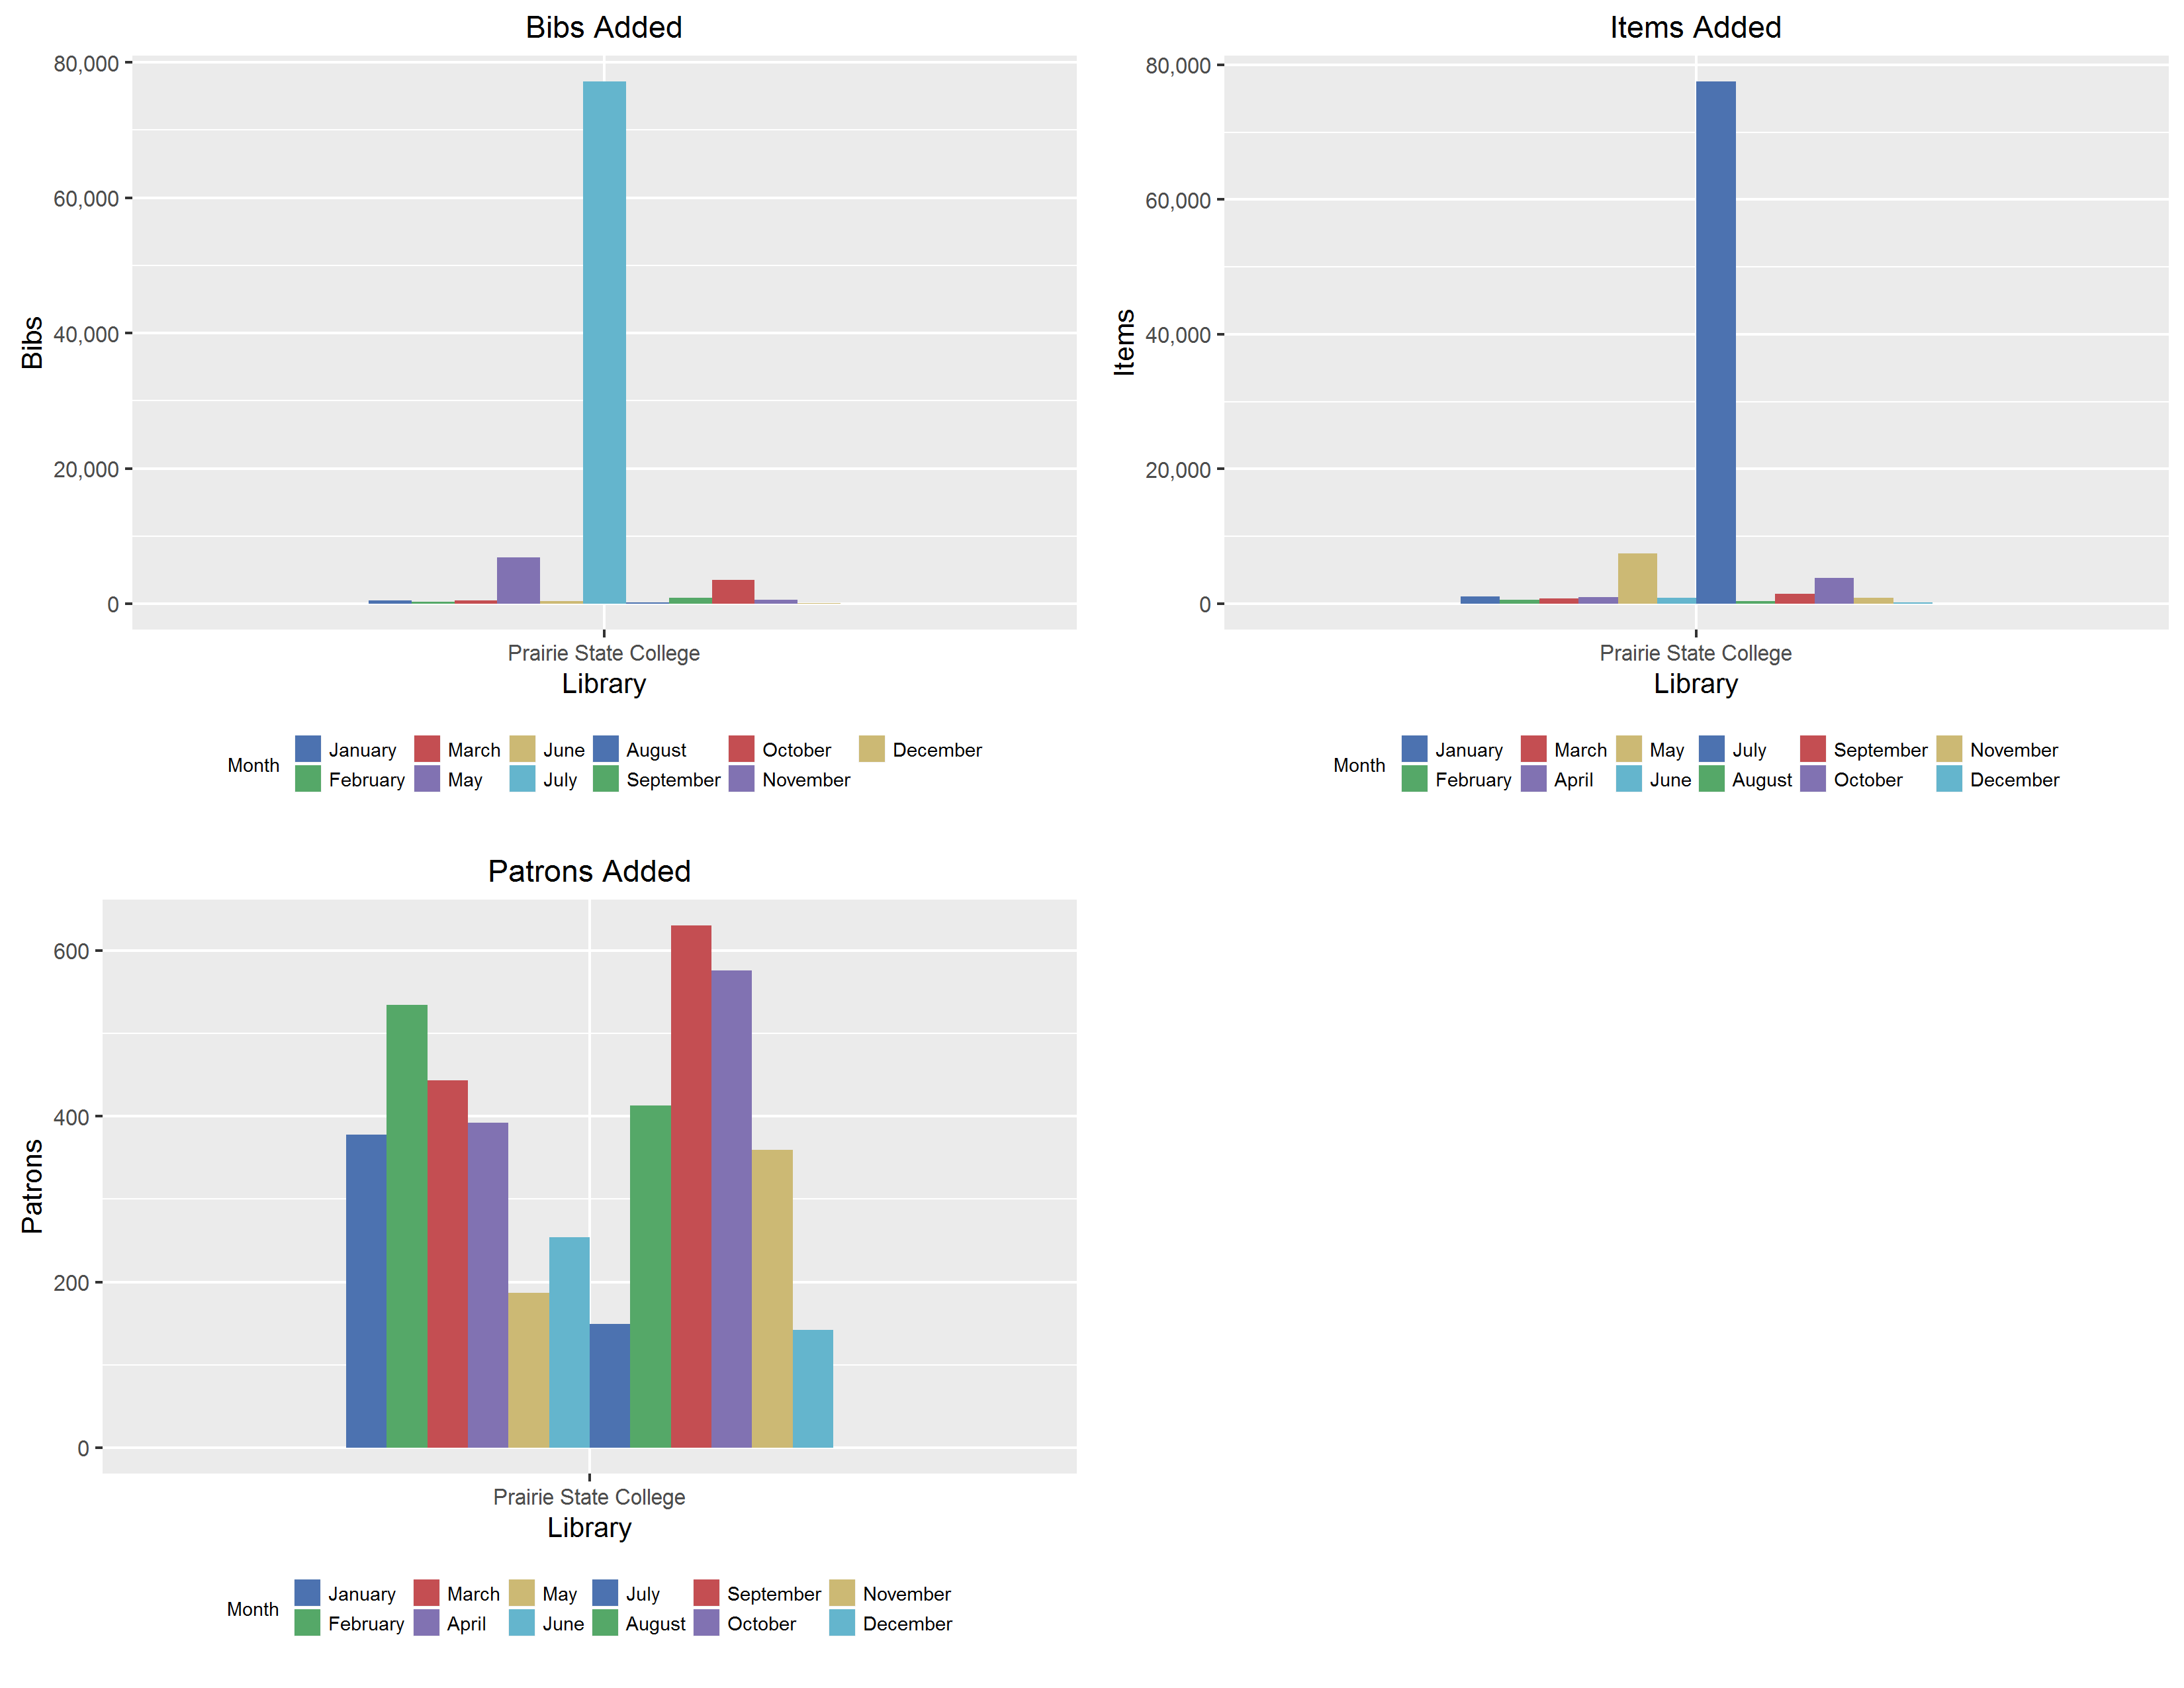 Bibs Added
80,000
60,000
40,000
20,000
0
Bibs
Prairie State College
Library
Month
January March June August October December
February May July September November
Items Added
80,000
60,000
40,000
20,000
0
Items
Prairie State College
Library
Month
January March May July September November
February April June August October December
Patrons Added
600
400
200
0
Patrons
Prairie State College
Library
Month
January March May July September November
February April June August October December